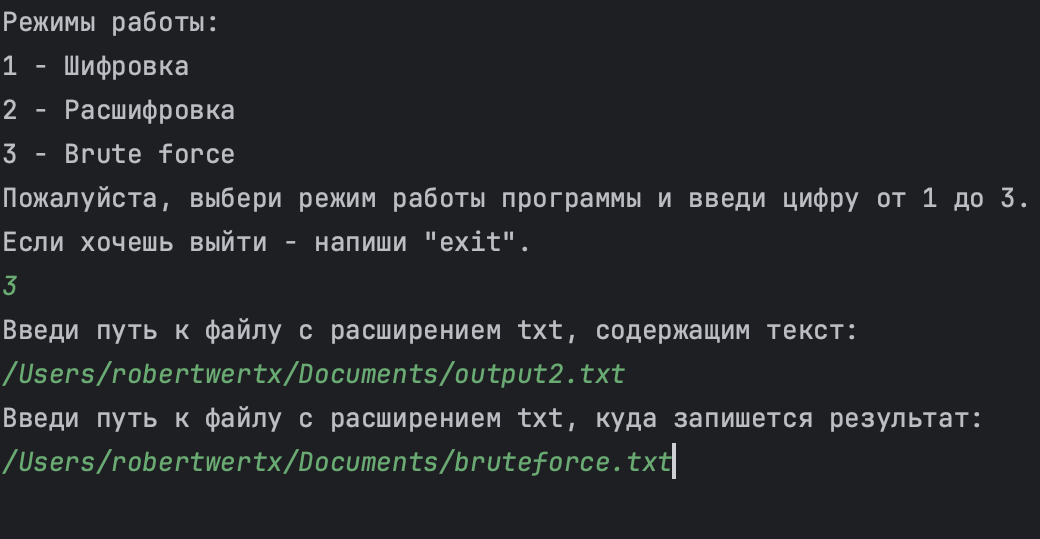 Режимы работы:
1 - Шифровка
2 - Расшифровка
3 - Brute force
Пожалуйста, выбери режим работы программы и введи цифру от 1 до 3.
Если хочешь выйти - напиши "exit".
3
Введи путь к файлу с расширением txt, содержащим текст:
/Users/robertwertx/Documents/output2.txt
Введи путь к файлу с расширением txt, куда запишется результат:
/Users/robertwertx/Documents/bruteforce.txt